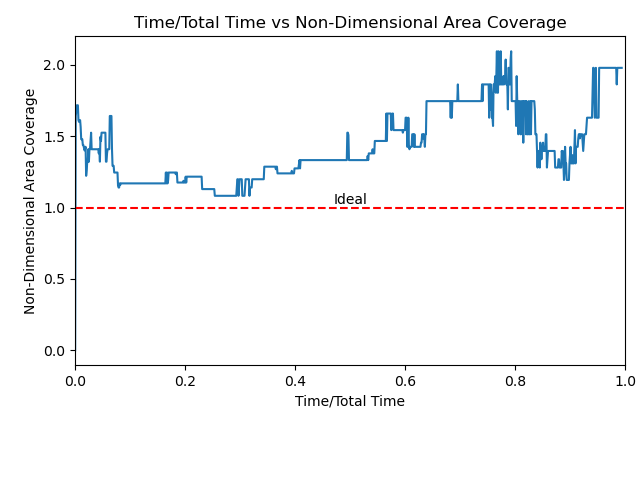 Time/Total Time vs Non-Dimensional Area Coverage
Non-Dimensional Area Coverage
2.0
1.5
1.0
0.5
0.0
Ideal
0.0 0.2 0.4 0.6 0.8 1.0
Time/Total Time